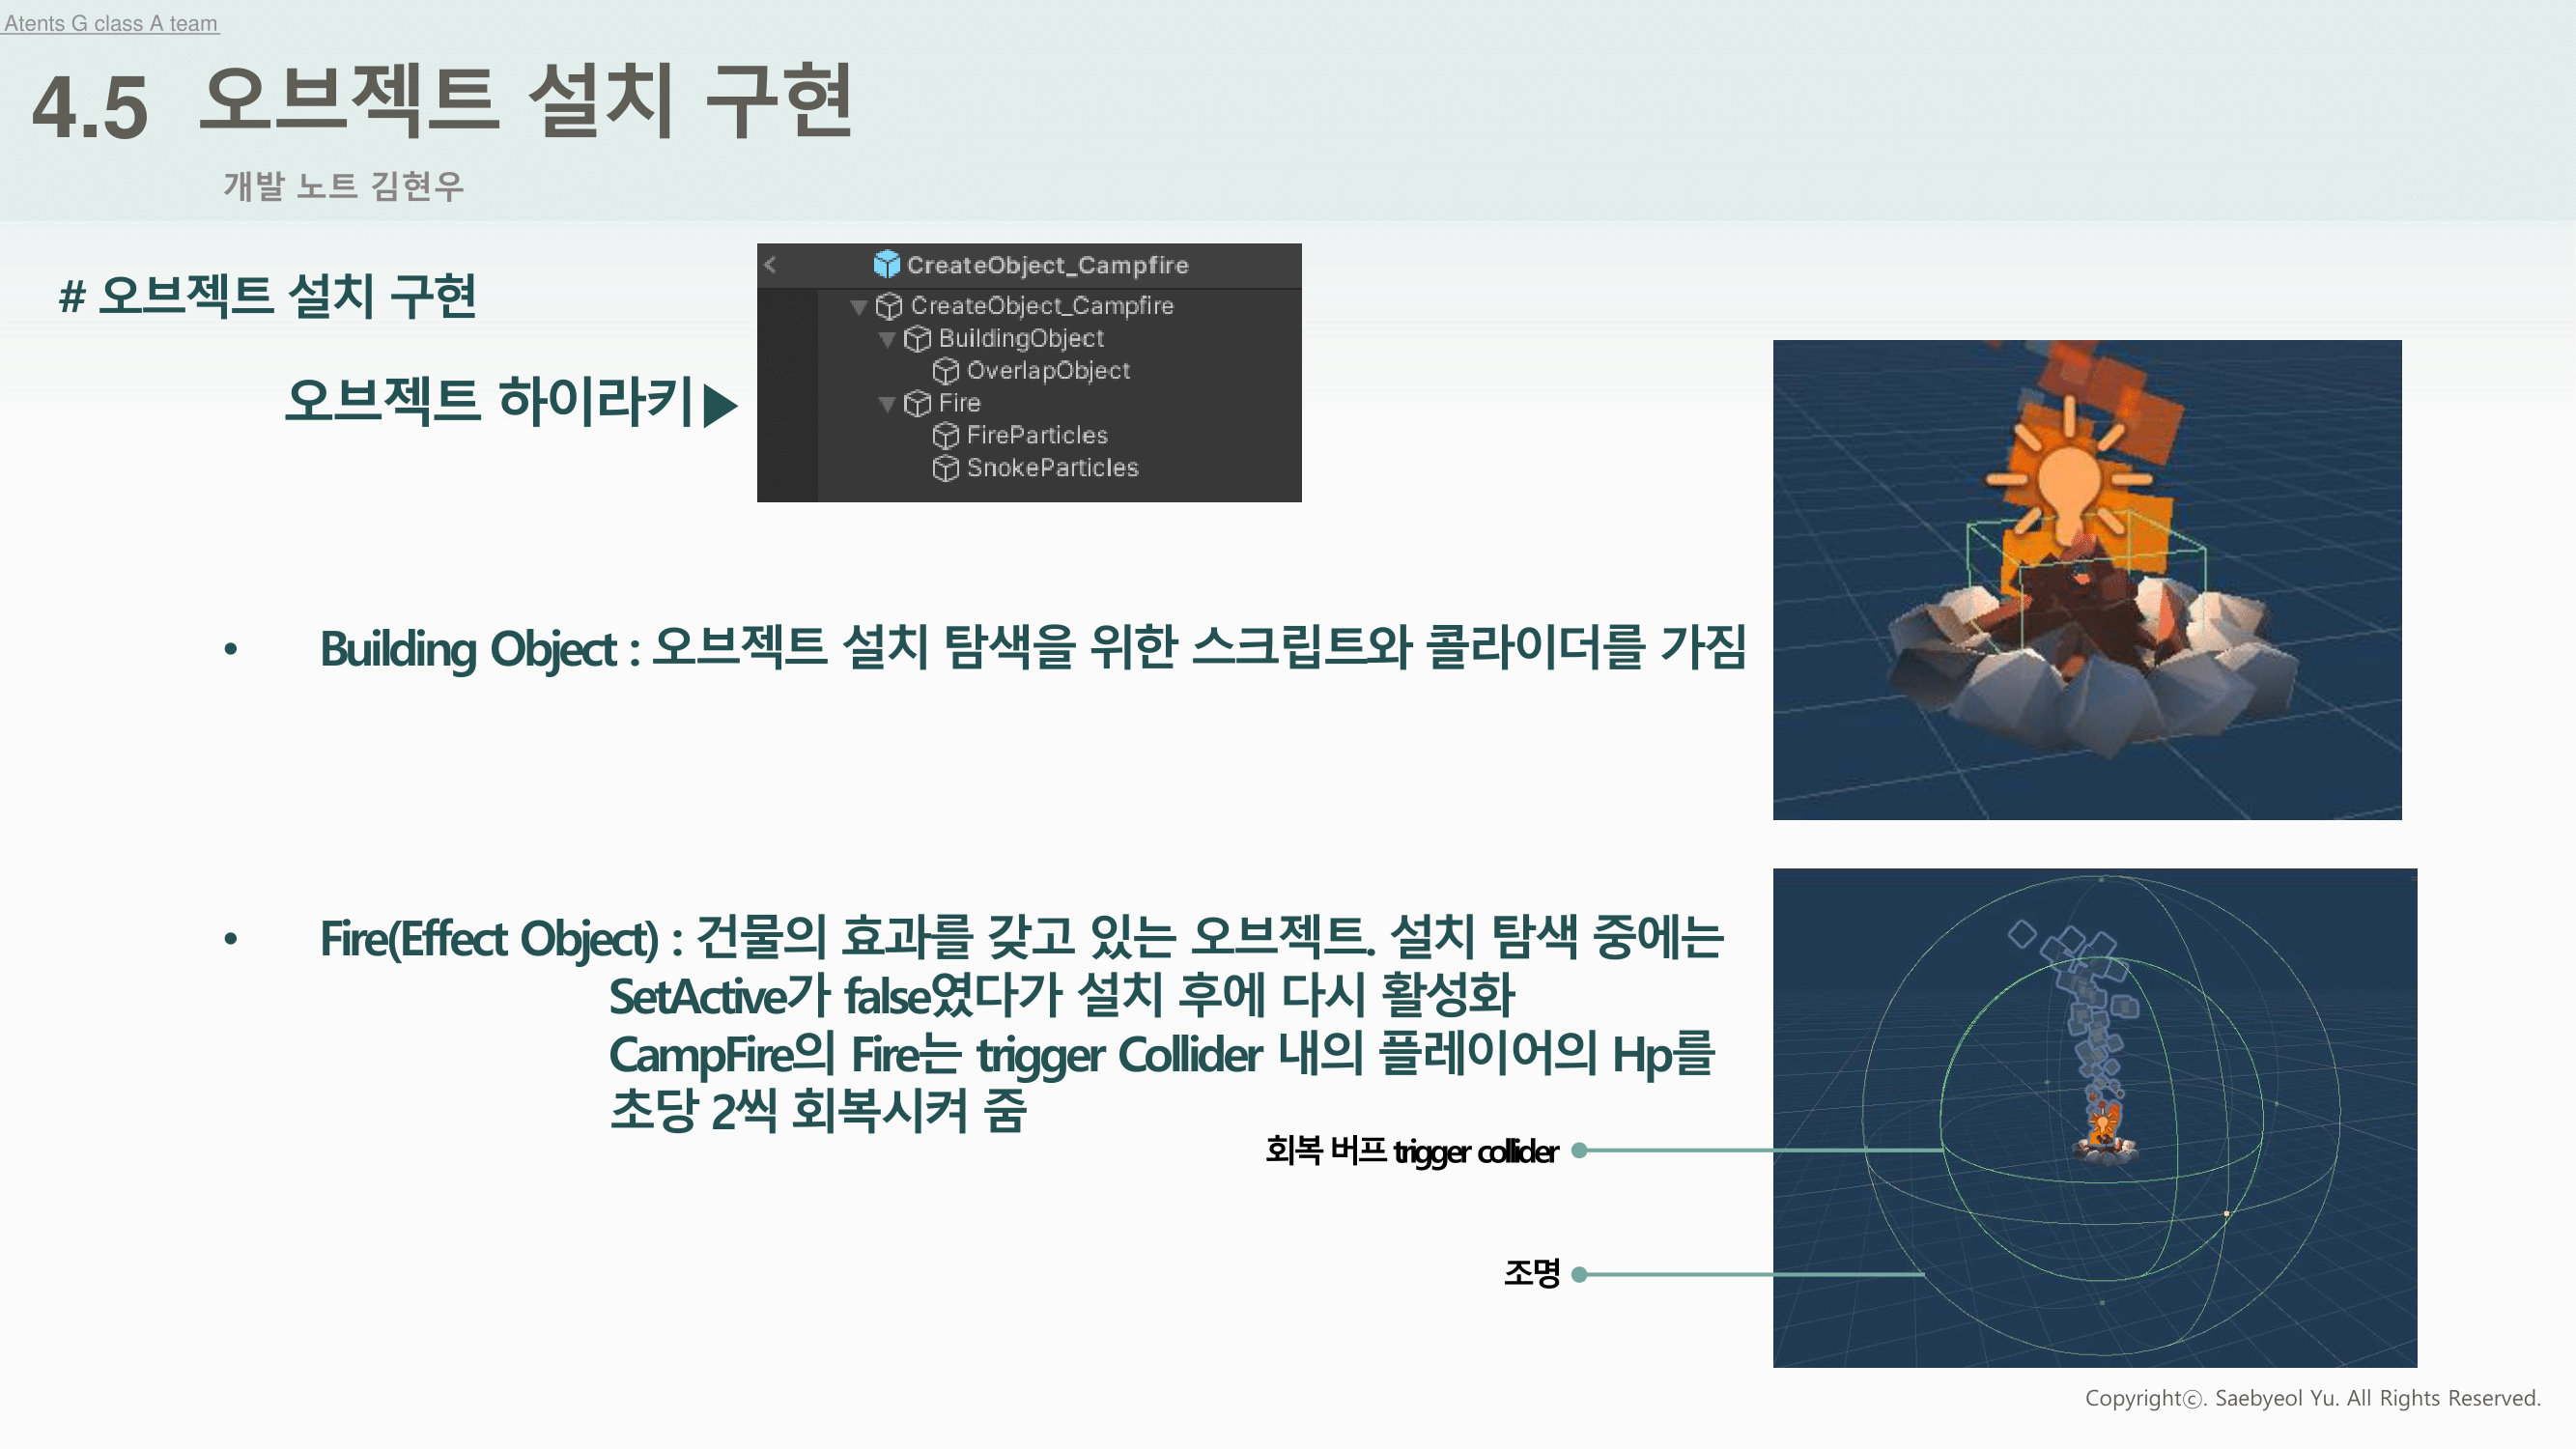 Atents G class A team
4.5 오브젝트 설치 구현
개발 노트 김현우
# 오브젝트 설치 구현
오브젝트 하이라키▶
CreateObject_Campfire
CreateObject_Campfire
BuildingObject
OverlapObject
Fire
FireParticles
SnokeParticles
• Building Object : 오브젝트 설치 탐색을 위한 스크립트와 콜라이더를 가짐
• Fire(Effect Object) : 건물의 효과를 갖고 있는 오브젝트. 설치 탐색 중에는
SetActive가 false였다가 설치 후에 다시 활성화
CampFire의 Fire는 trigger Collider 내의 플레이어의 Hp를
초당 2씩 회복시켜 줌
회복 버프 trigger collider
조명
Copyrightⓒ. Saebyeol Yu. All Rights Reserved.